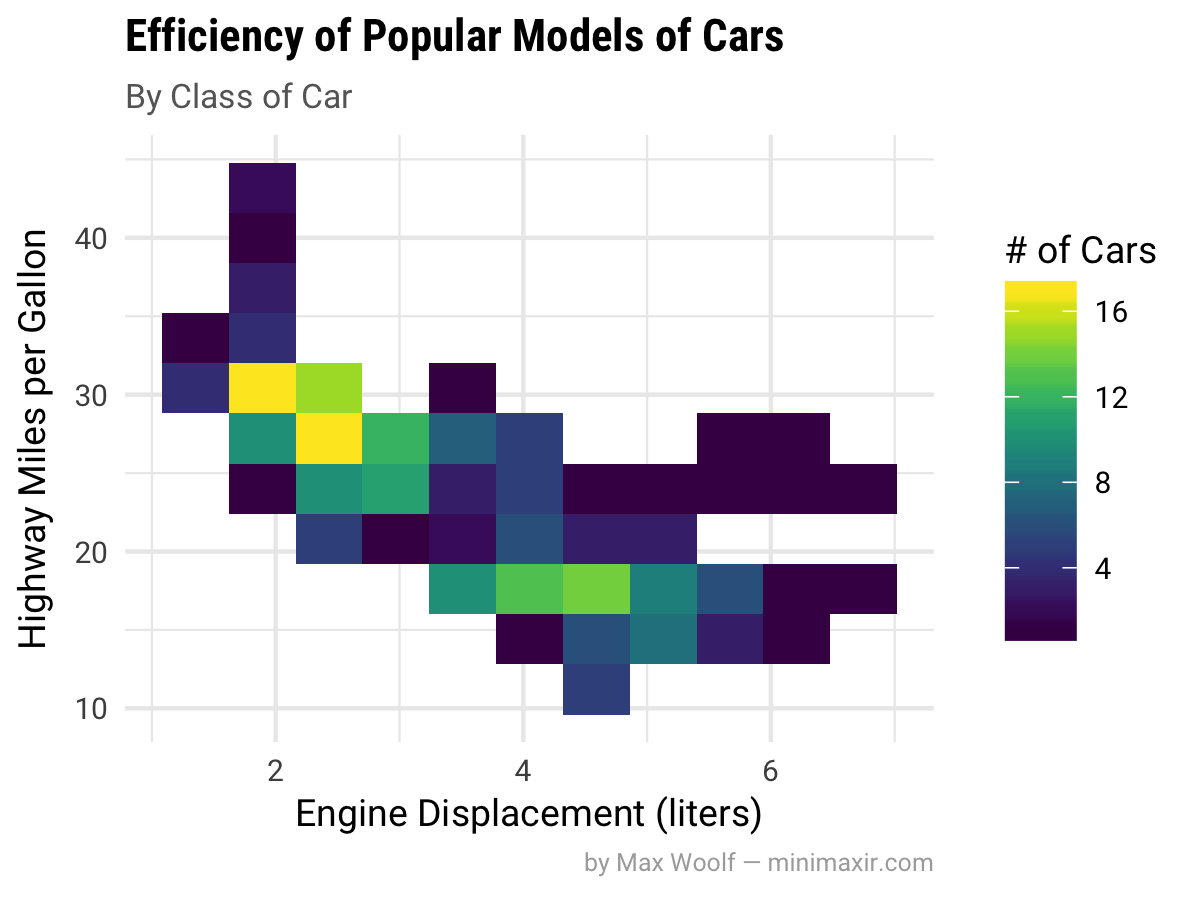 Efficiency of Popular Models of Cars
By Class of Car
Highway Miles per Gallon
40
30
20
10
2 4 6
Engine Displacement (liters)
# of Cars
16
12
8
4
by Max Woolf — minimaxir.com